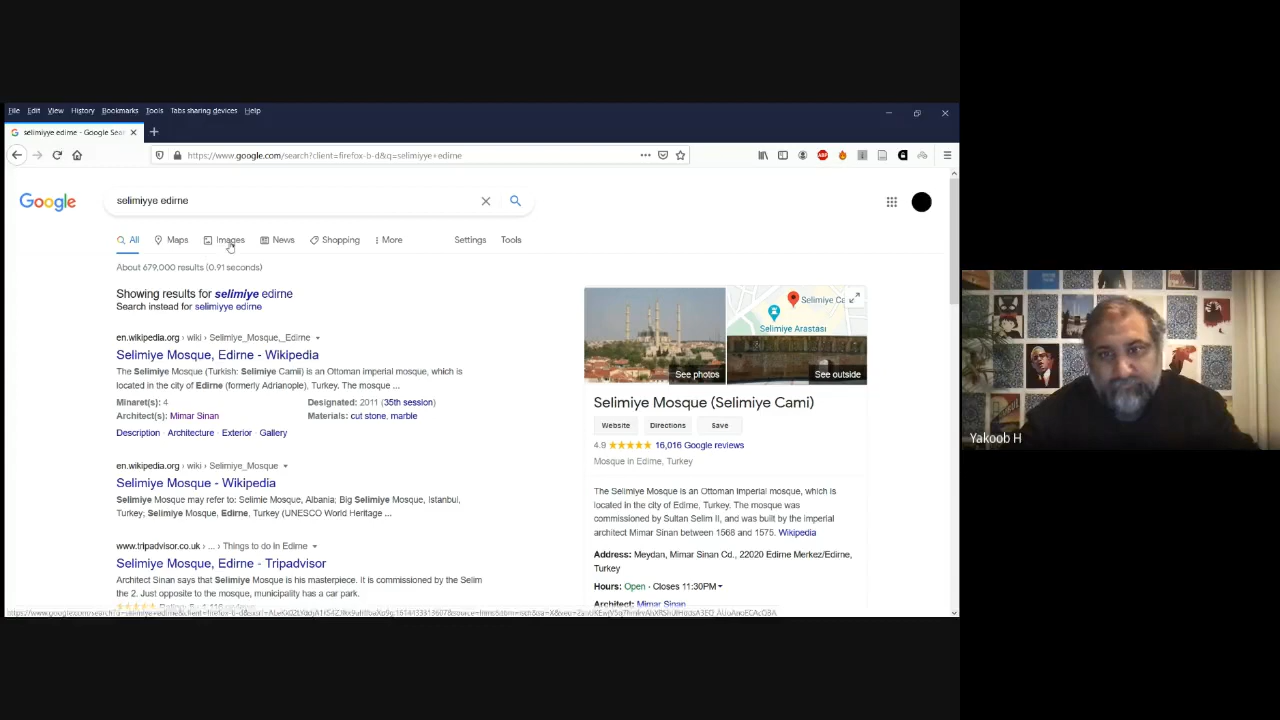 File Edit View History Bookmarks Tools Tabs sharing devices Help
selimiyye edirne - Google Sear
https://www.google.com/search?client=firefox-b-d&q=selimiyye+edirne
ABP
Google
selimiyye edirne
All Maps Images News Shopping More Settings Tools
About 679,000 results (0.91 seconds)
Showing results for selimiye edirne
Search instead for selimiyye edirne
en.wikipedia.org › wiki › Selimiye_Mosque,_Edirne
Selimiye Mosque, Edirne - Wikipedia
The Selimiye Mosque (Turkish: Selimiye Camii) is an Ottoman imperial mosque, which is
located in the city of Edirne (formerly Adrianople), Turkey. The mosque ...
Minaret(s): 4 Designated: 2011 (35th session)
Architect(s): Mimar Sinan Materials: cut stone, marble
Description · Architecture · Exterior · Gallery
en.wikipedia.org › wiki › Selimiye_Mosque
Selimiye Mosque - Wikipedia
Selimiye Mosque may refer to: Selimie Mosque, Albania; Big Selimiye Mosque, Istanbul,
Turkey; Selimiye Mosque, Edirne, Turkey (UNESCO World Heritage ...
www.tripadvisor.co.uk › ... › Things to do in Edirne
Selimiye Mosque, Edirne - Tripadvisor
Architect Sinan says that Selimiye Mosque is his masterpiece. It is commissioned by the Selim
the 2. Just opposite to the mosque, municipality has a car park.
Selimiye Ca
Selimiye Arastası
See photos
See outside
Selimiye Mosque (Selimiye Cami)
Website Directions Save
4.9 16,016 Google reviews
Mosque in Edirne, Turkey
The Selimiye Mosque is an Ottoman imperial mosque, which is
located in the city of Edirne, Turkey. The mosque was
commissioned by Sultan Selim II, and was built by the imperial
architect Mimar Sinan between 1568 and 1575. Wikipedia
Address: Meydan, Mimar Sinan Cd., 22020 Edirne Merkez/Edirne,
Turkey
Hours: Open · Closes 11:30PM
Architect: Mimar Sinan
Yakoob H